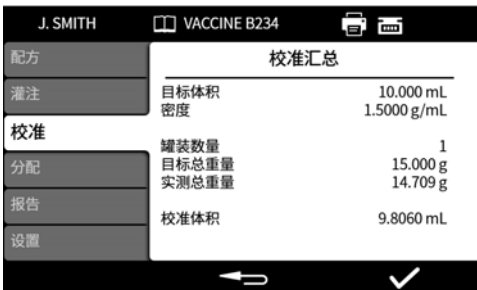 J. SMITH VACCINE B234
配方
灌注
校准
分配
报告
设置
校准汇总
目标体积 10.000 mL
密度 1.5000 g/mL
罐装数量 1
目标总重量 15.000 g
实测总重量 14.709 g
校准体积 9.8060 mL